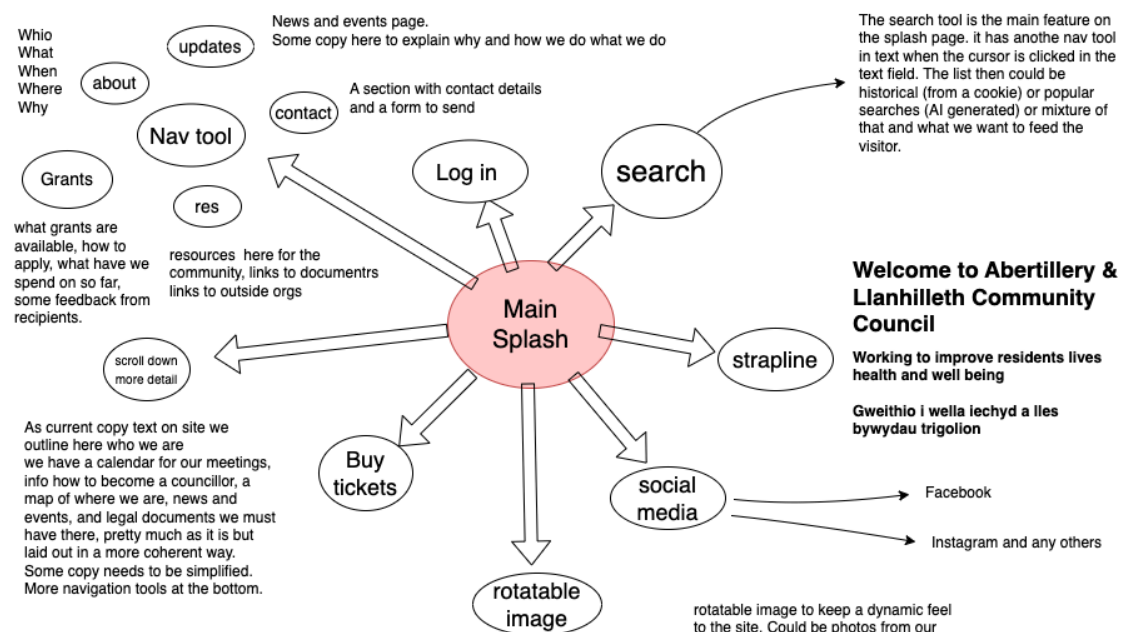 Whio
What
When
Where
Why
about
updates
News and events page.
Some copy here to explain why and how we do what we do
contact
A section with contact details
and a form to send
Nav tool
Grants
what grants are
available, how to
apply, what have we
spend on so far,
some feedback from
recipients.
res
resources  here for the
community, links to documentrs
links to outside orgs
Log in
search
The search tool is the main feature on
the splash page. it has anothe nav tool
in text when the cursor is clicked in the
text field. The list then could be
historical (from a cookie) or popular
searches (AI generated) or mixture of
that and what we want to feed the
visitor.
Main
Splash
strapline
Welcome to Abertillery &
Llanhilleth Community
Council
Working to improve residents lives
health and well being
Gweithio i wella iechyd a lles
bywydau trigolion
scroll down
more detail
As current copy text on site we
outline here who we are
we have a calendar for our meetings,
info how to become a councillor, a
map of where we are, news and
events, and legal documents we must
have there, pretty much as it is but
laid out in a more coherent way.
Some copy needs to be simplified.
More navigation tools at the bottom.
Buy
tickets
social
media
Facebook
Instagram and any others
rotatable
image
rotatable image to keep a dynamic feel
to the site. Could be photos from our